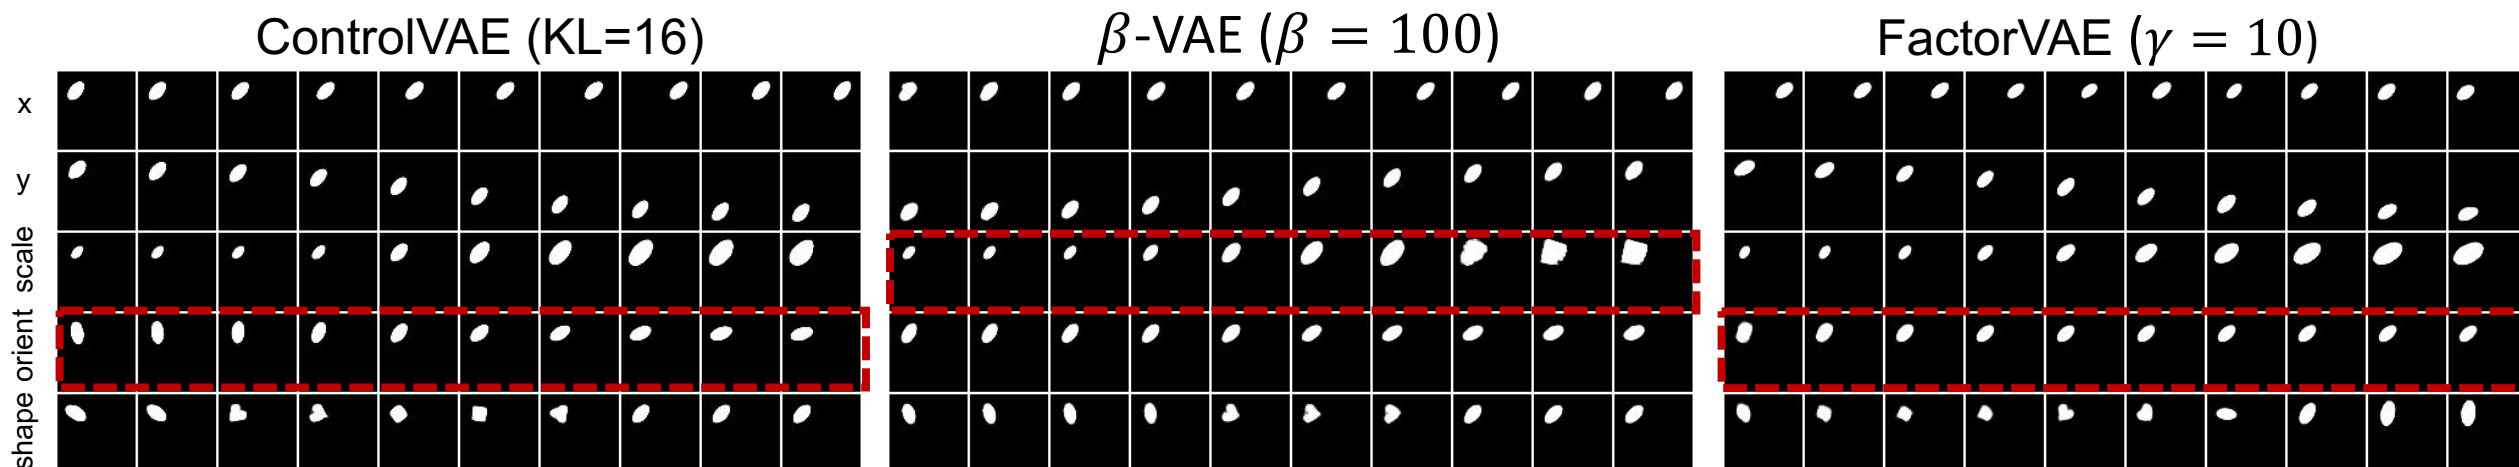 ControlVAE (KL=16)
β-VAE (β = 100)
FactorVAE (γ = 10)
x
y
scale
orient
shape